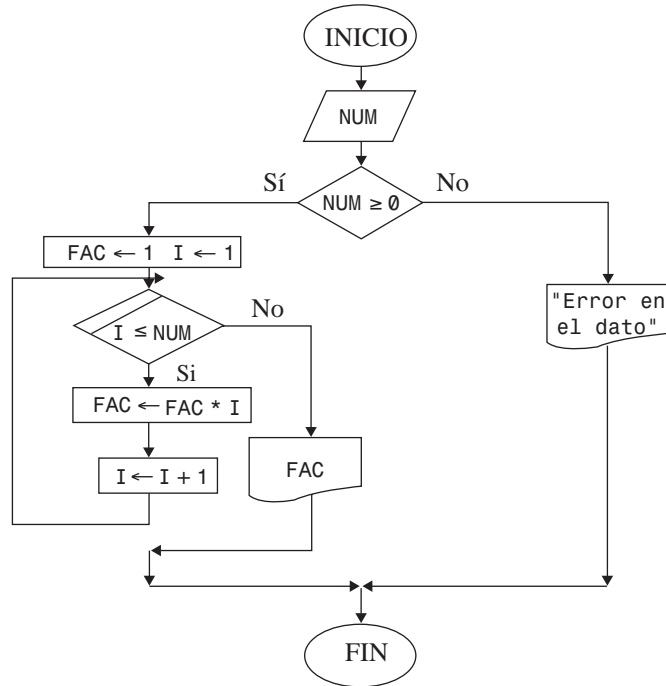 INICIO
NUM
Sí
No
NUM ≥ 0
FAC ← 1 I ← 1
"Error en
el dato"
I ≤ NUM
No
Si
FAC ← FAC * I
I ← I + 1
FAC
FIN